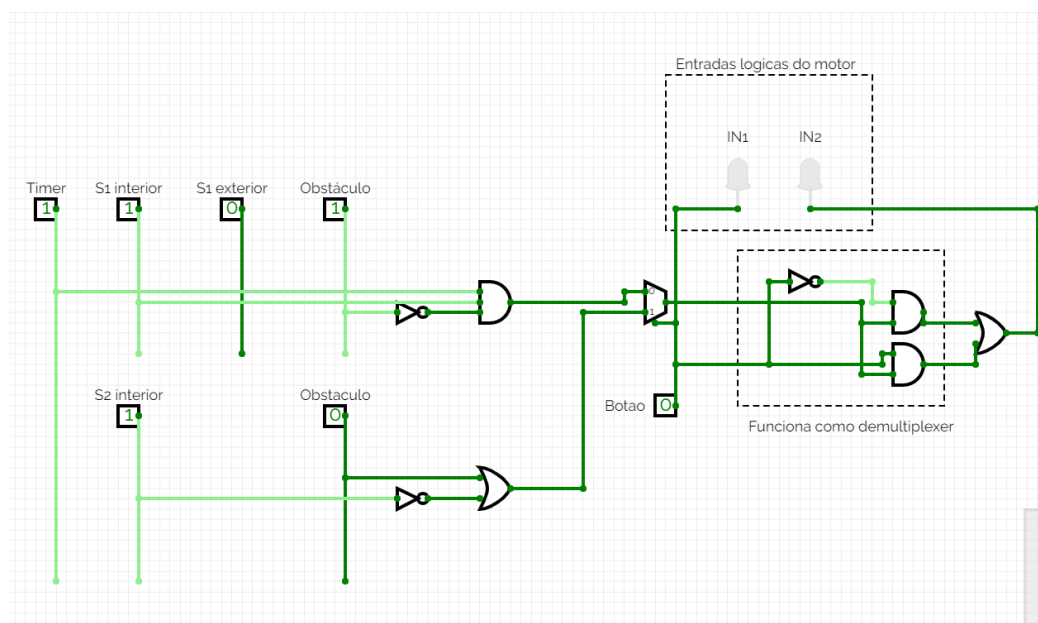 Entradas logicas do motor
IN1 IN2
Timer S1 interior S1 exterior Obstáculo
1 1 0 1
0
1
S2 interior Obstaculo
1 0
Botao 0
Funciona como demultiplexer